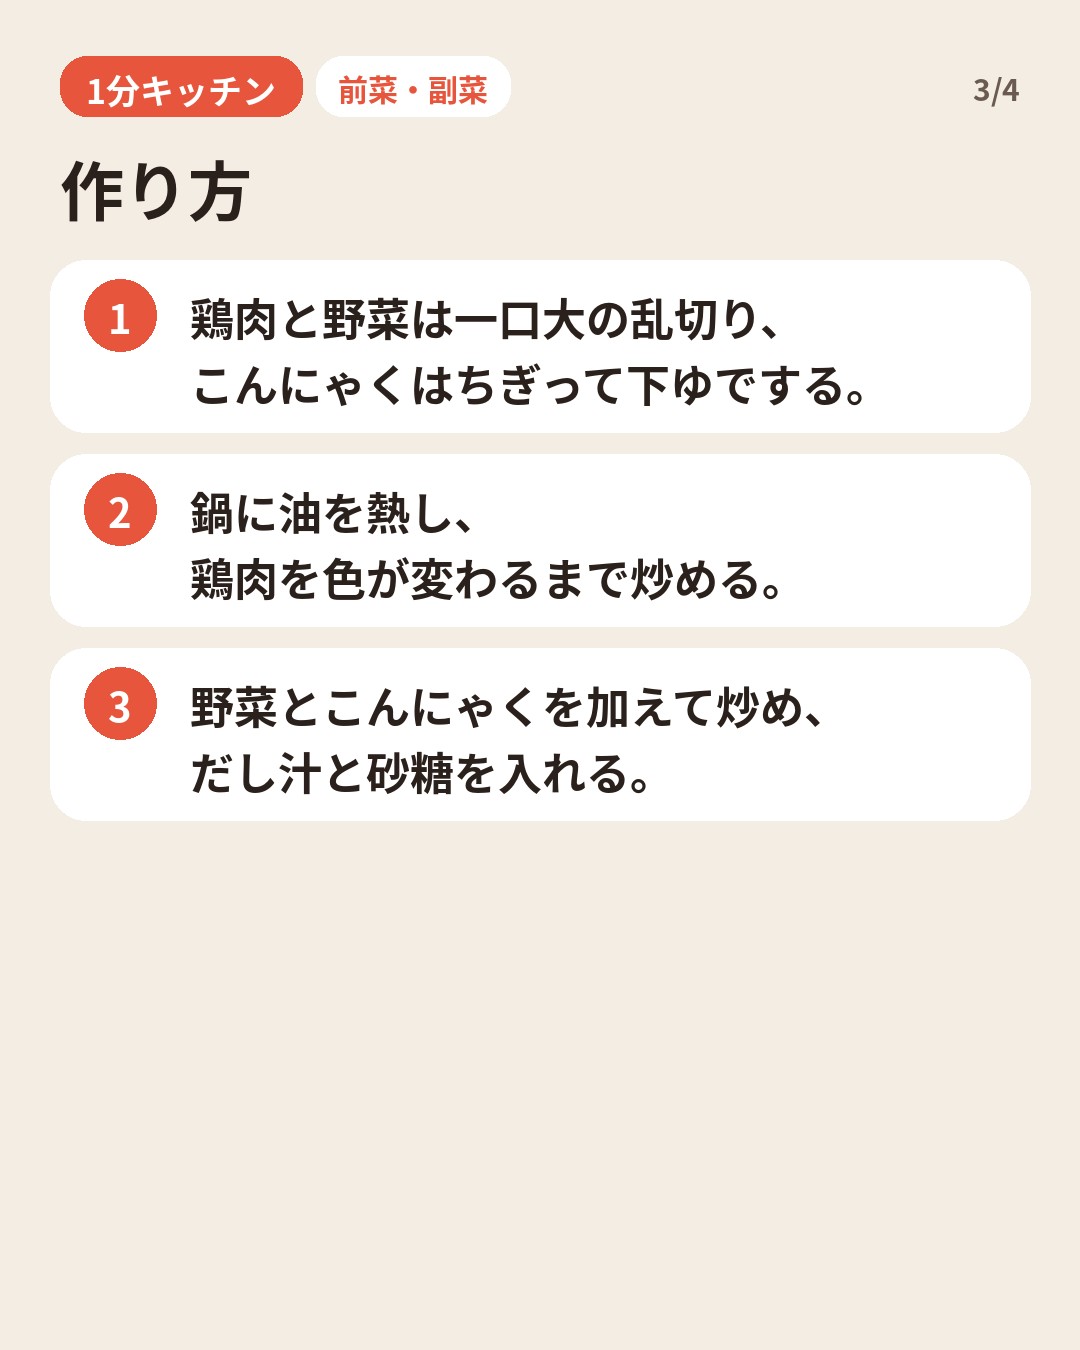 1分キッチン
前菜・副菜
3/4
作り方
1
鶏肉と野菜は一口大の乱切り、
こんにゃくはちぎって下ゆでする。
2
鍋に油を熱し、
鶏肉を色が変わるまで炒める。
3
野菜とこんにゃくを加えて炒め、
だし汁と砂糖を入れる。